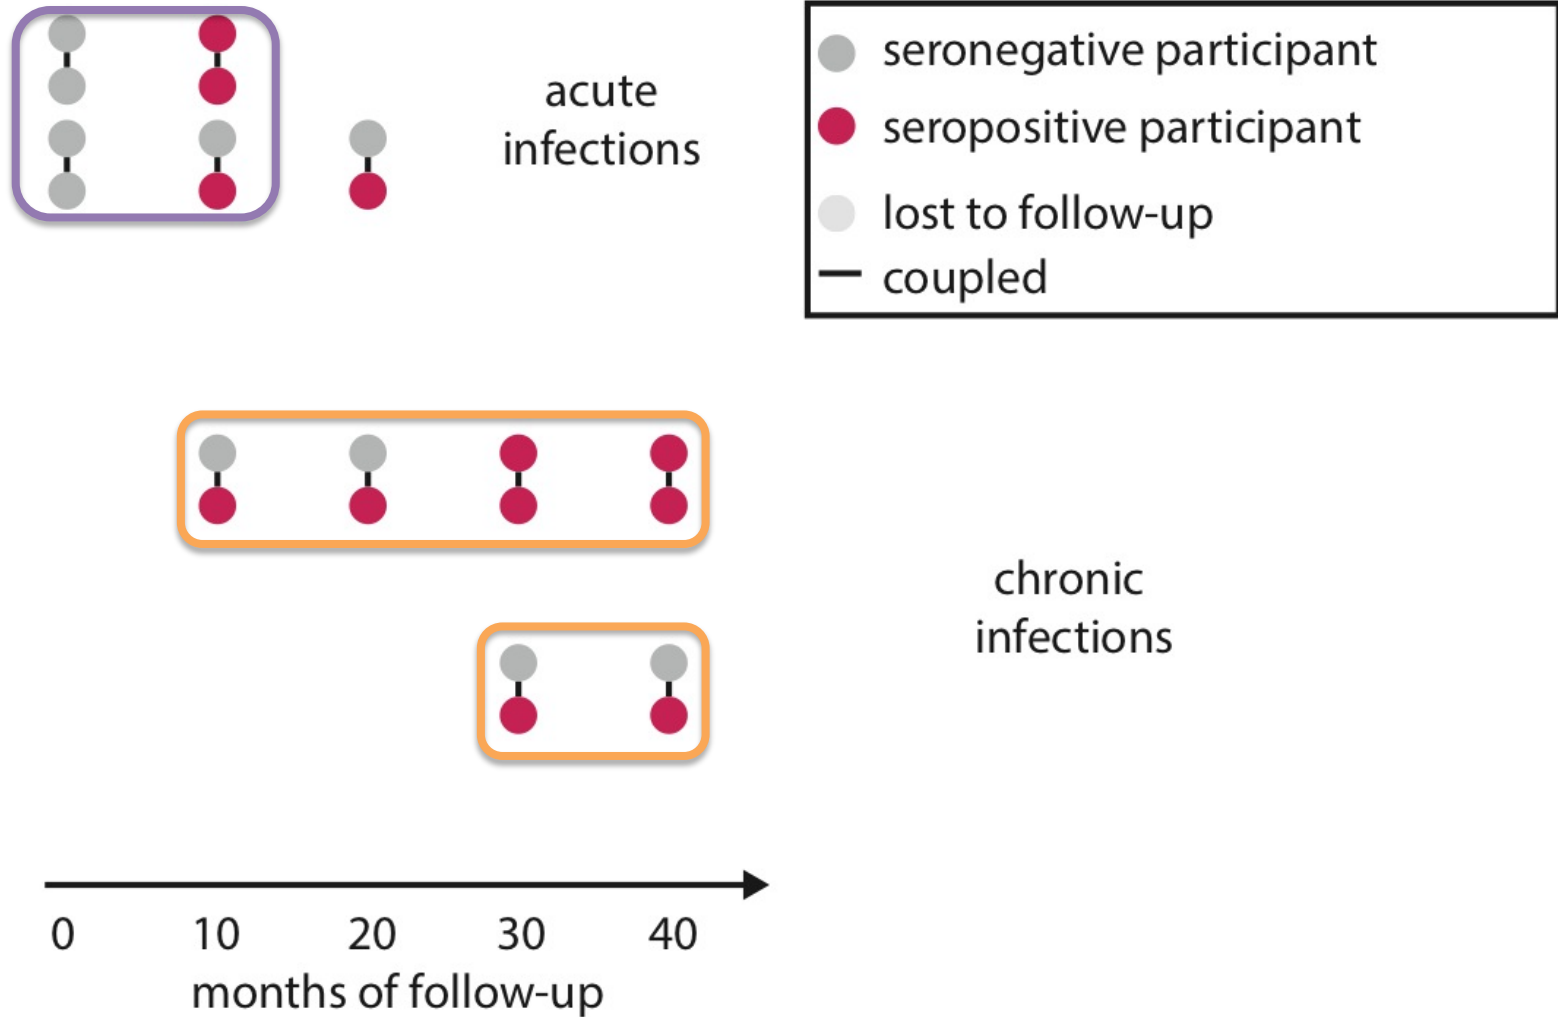 acute
infections
seronegative participant
seropositive participant
lost to follow-up
coupled
chronic
infections
0 10 20 30 40
months of follow-up